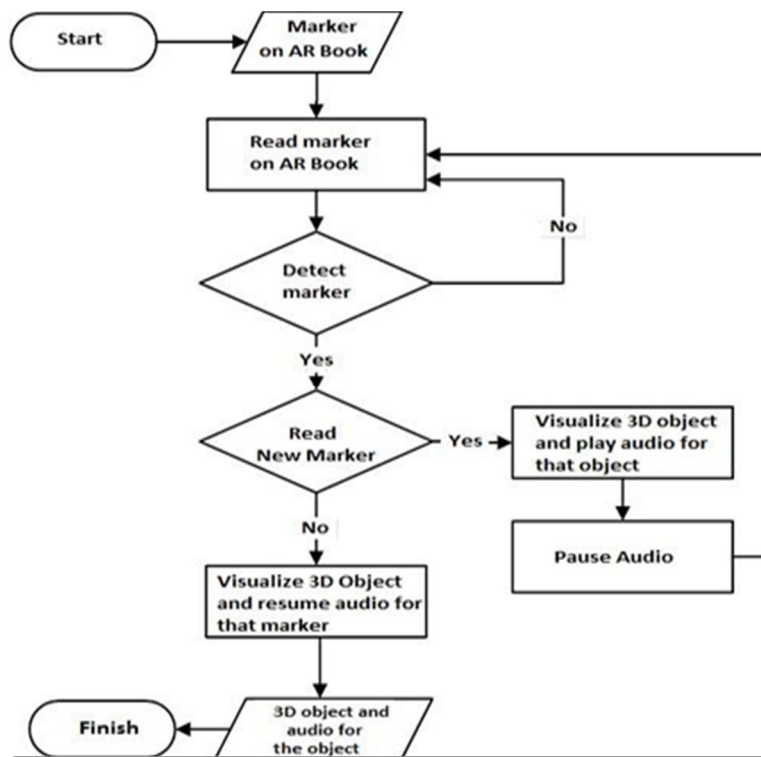 Start
Marker
on AR Book
Read marker
on AR Book
No
Detect
marker
Yes
Read
New Marker
Yes
Visualize 3D object
and play audio for
that object
Pause Audio
No
Visualize 3D Object
and resume audio for
that marker
3D object and
audio for
the object
Finish